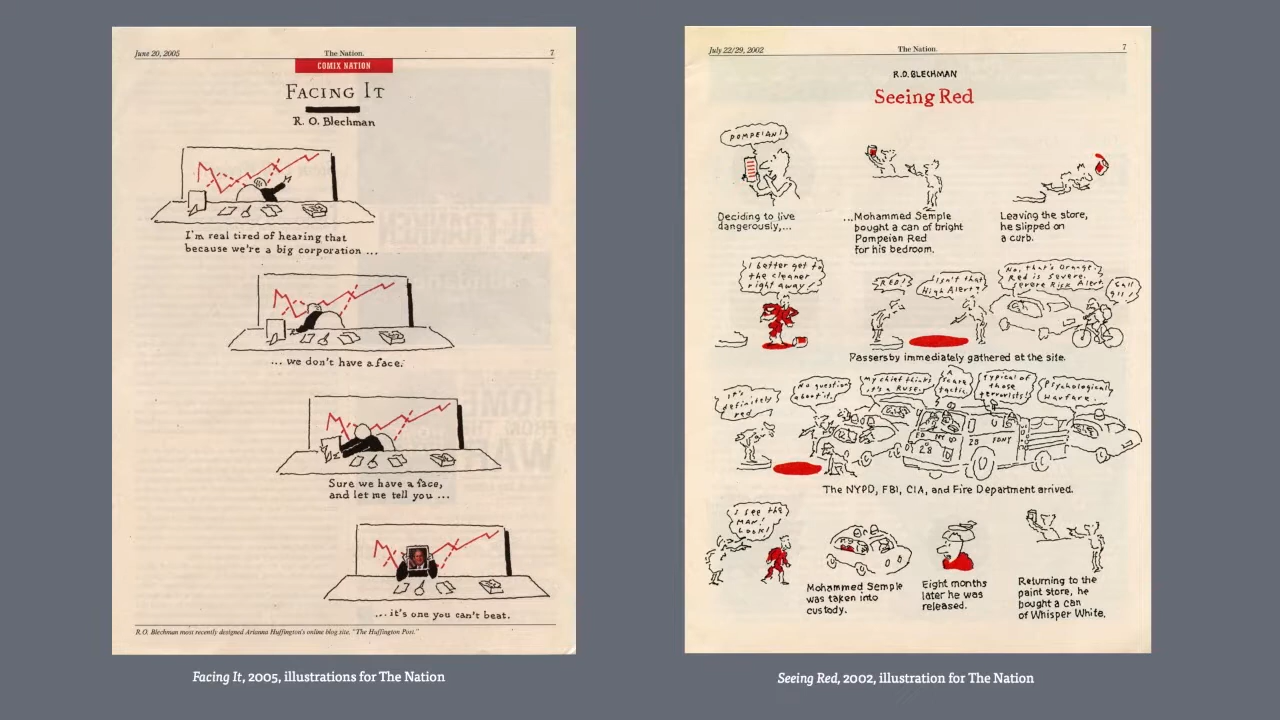 June 20, 2005
The Nation.
7
COMIX NATION
FACING IT
R. O. Blechman
I'm real tired of hearing that
because we're a big corporation ...
... we don't have a face.
Sure we have a face,
and let me tell you ...
...it's one you can't beat.
R.O. Blechman most recently designed Arianna Huffington's online blog site, "The Huffington Post."
Facing It, 2005, illustrations for The Nation
July 22/29, 2002
The Nation.
7
R.O. BLECHMAN
Seeing Red
POMPEIAN!
Deciding to live
dangerously,...
...Mohammed Semple
bought a can of bright
Pompeian Red
for his bedroom.
Leaving the store,
he slipped on
a curb.
I better get to
the cleaner
right away!
RED!
Isn't that
High Alert?
No, that's Orange.
Red is severe.
Severe Risk Alert.
Call
911!
Passersby immediately gathered at the site.
It's
definitely
red
No question
about it.
My chief thinks
it's a Ruse.
A
scare
tactic.
Typical of
those
terrorists!
Psychological
Warfare.
FD NY
28
28 FDNY
The NYPD, FBI, CIA, and Fire Department arrived.
I see the
MAN!
LOOK!
Mohammed Semple
was taken into
custody.
Eight months
later he was
released.
Returning to the
paint store, he
bought a can
of Whisper White.
Seeing Red, 2002, illustration for The Nation